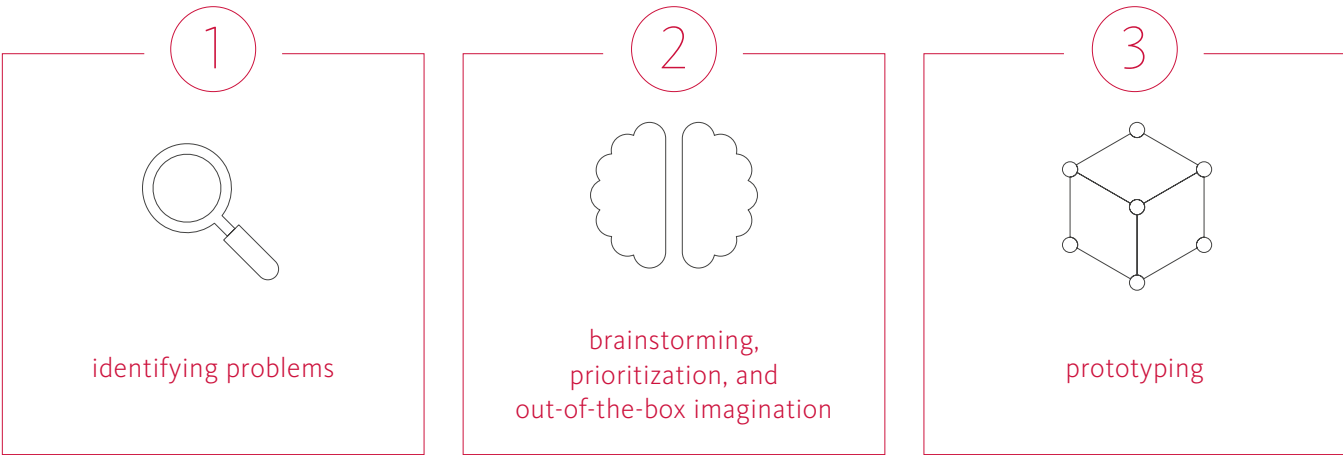 1
identifying problems
2
brainstorming,
prioritization, and
out-of-the-box imagination
3
prototyping